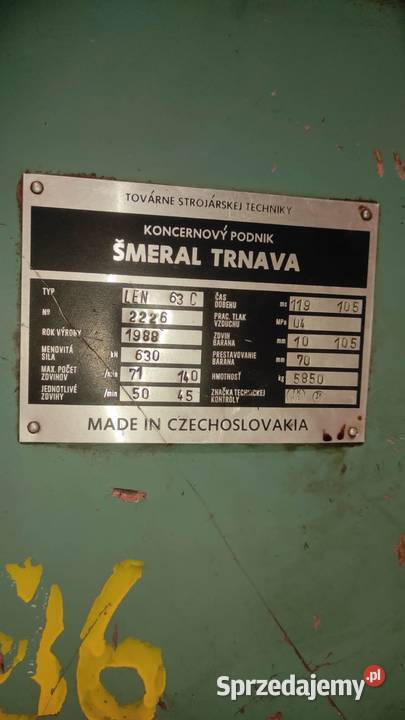 TOVÁRNE STROJÁRSKEJ TECHNIKY
KONCERNOVÝ PODNIK
ŠMERAL TRNAVA
TYP LEN 63 C
Nº 2226
ROK VÝROBY 1988
MENOVITÁ SILA kN 630
MAX. POČET ZDVIHOV /min 71 140
JEDNOTLIVÉ ZDVIHY /min 50 45
ČAS DOBEHU ms 119 105
PRAC. TLAK VZDUCHU MPa 04
ZDVIH BARANA mm 10 105
PRESTAVOVANIE BARANA mm 70
HMOTNOSŤ kg 5850
ZNAČKA TECHNICKEJ KONTROLY
MADE IN CZECHOSLOVAKIA
16
Sprzedajemy.pl